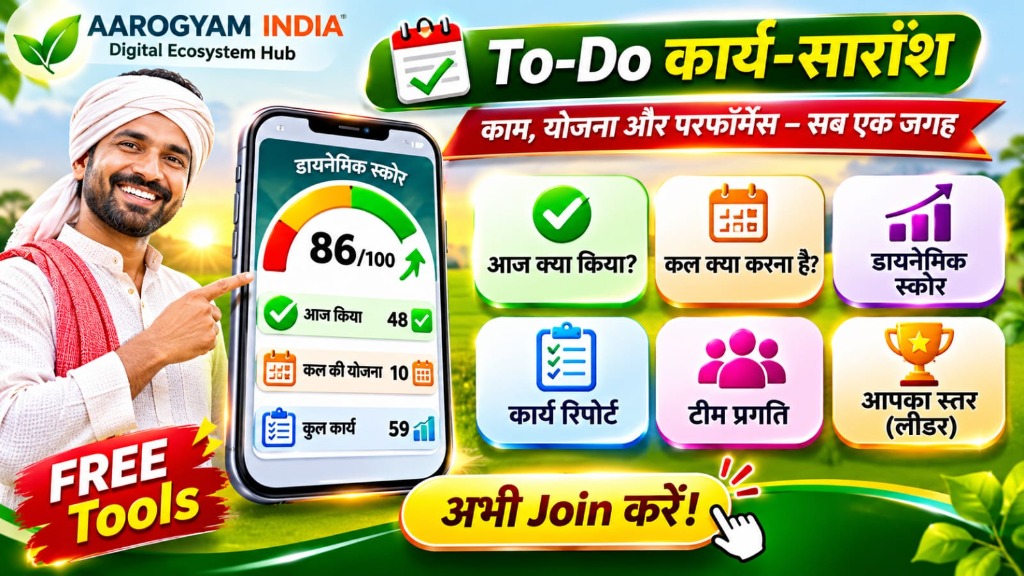 AAROGYAM INDIA
Digital Ecosystem Hub
To-Do कार्य-सारांश
काम, योजना और परफॉर्मेंस – सब एक जगह
डायनेमिक स्कोर
86/100
आज किया 48
कल की योजना 10
कुल कार्य 59
आज क्या किया?
कल क्या करना है?
डायनेमिक
स्कोर
कार्य रिपोर्ट
टीम प्रगति
आपका स्तर
(लीडर)
FREE
Tools
अभी Join करें!